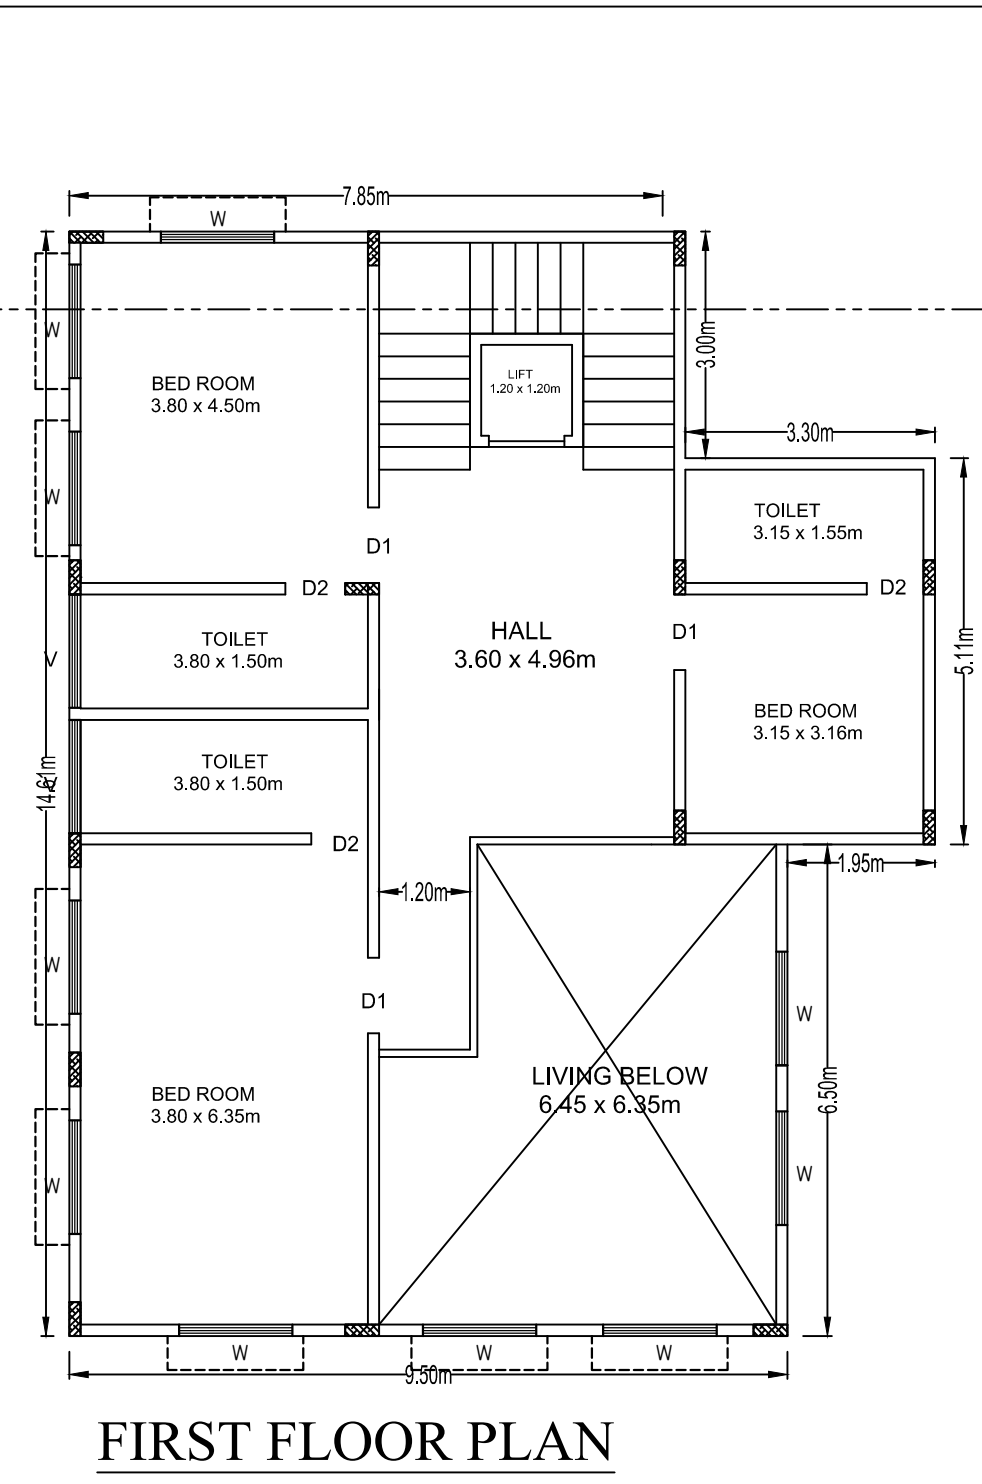 7.85m
W
W
3.00m
BED ROOM
3.80 x 4.50m
LIFT
1.20 x 1.20m
3.30m
W
TOILET
3.15 x 1.55m
D1
D2
D2
HALL
3.60 x 4.96m
D1
TOILET
3.80 x 1.50m
V
5.11m
BED ROOM
3.15 x 3.16m
TOILET
3.80 x 1.50m
V
14.61m
D2
1.95m
1.20m
W
D1
W
LIVING BELOW
6.45 x 6.35m
6.50m
BED ROOM
3.80 x 6.35m
W
W
W
W
W
9.50m
FIRST FLOOR PLAN